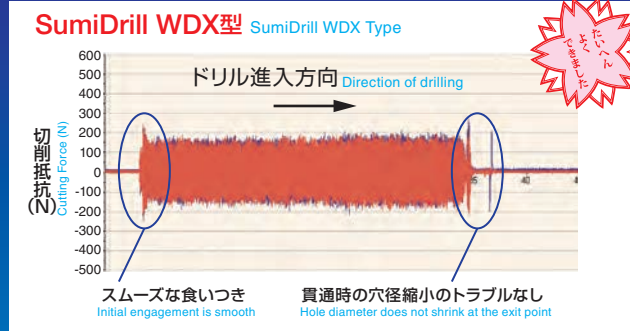 SumiDrill WDX型 SumiDrill WDX Type
たいへん
よく
できました
600
500
400
300
200
100
0
-100
-200
-300
-400
-500
切削抵抗(N)
Cutting Force (N)
ドリル進入方向 Direction of drilling
40
スムーズな食いつき
Initial engagement is smooth
貫通時の穴径縮小のトラブルなし
Hole diameter does not shrink at the exit point